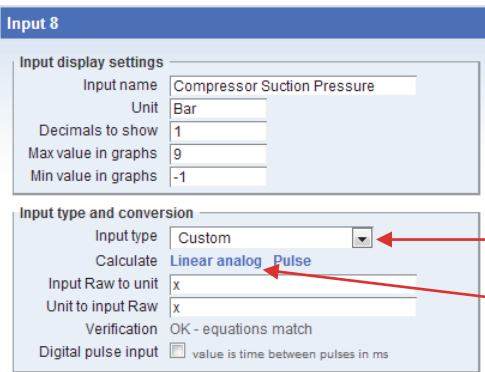 Input 8
Input display settings
Input name Compressor Suction Pressure
Unit Bar
Decimals to show 1
Max value in graphs 9
Min value in graphs -1
Input type and conversion
Input type Custom
Calculate Linear analog Pulse
Input Raw to unit x
Unit to input Raw x
Verification OK - equations match
Digital pulse input value is time between pulses in ms